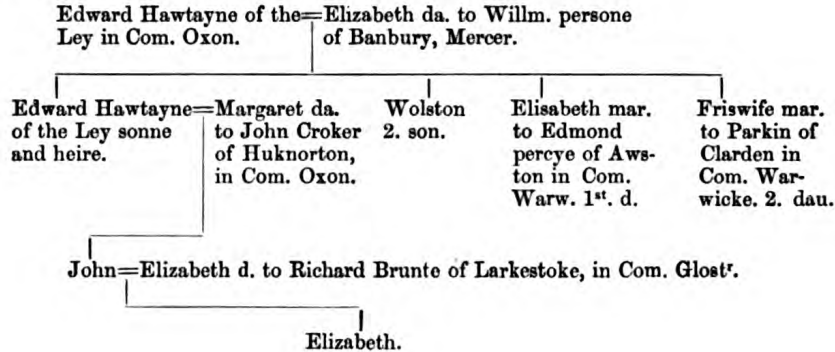 Edward Hawtayne of the=Elizabeth da. to Willm. persone
Ley in Com. Oxon. of Banbury, Mercer.
Edward Hawtayne=Margaret da.
of the Ley sonne to John Croker
and heire. of Huknorton,
in Com. Oxon.
Wolston
2. son.
Elisabeth mar.
to Edmond
percye of Aws-
ton in Com.
Warw. 1st. d.
Friswife mar.
to Parkin of
Clarden in
Com. War-
wicke. 2. dau.
John=Elizabeth d. to Richard Brunte of Larkestoke, in Com. Glostr.
Elizabeth.